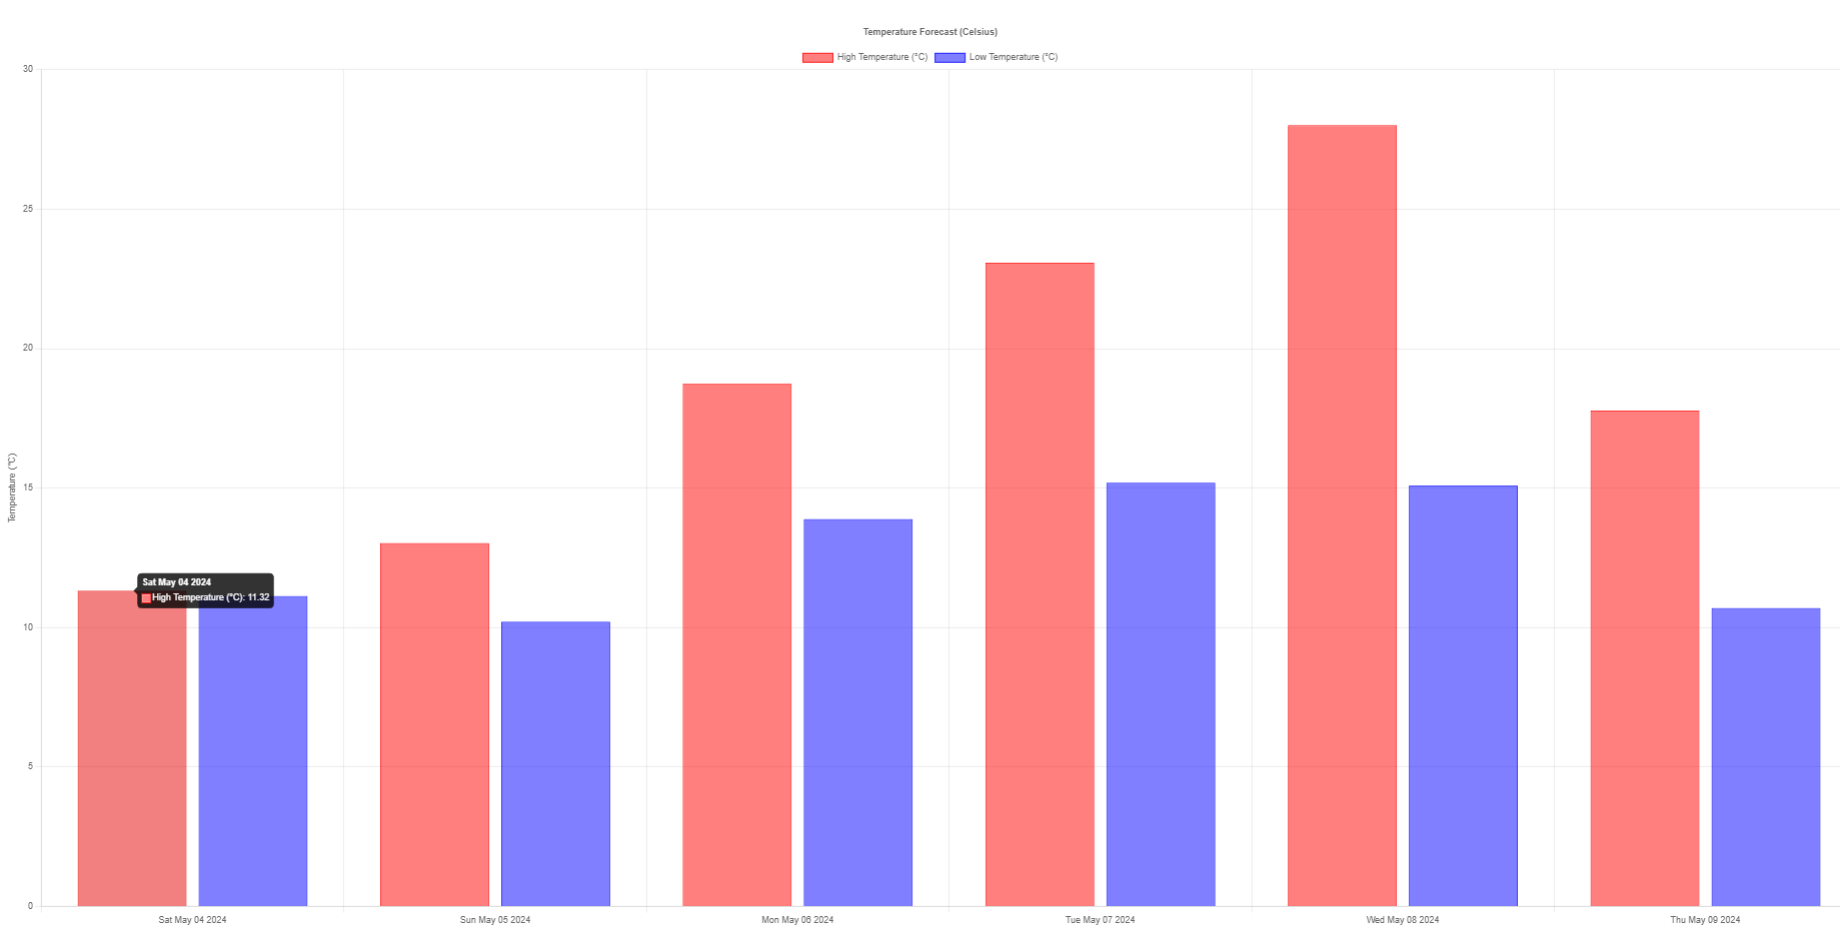 Temperature Forecast (Celsius)
High Temperature (°C) Low Temperature (°C)
30
25
20
15
10
5
0
Temperature (°C)
Sat May 04 2024
High Temperature (°C): 11.32
Sat May 04 2024 Sun May 05 2024 Mon May 06 2024 Tue May 07 2024 Wed May 08 2024 Thu May 09 2024